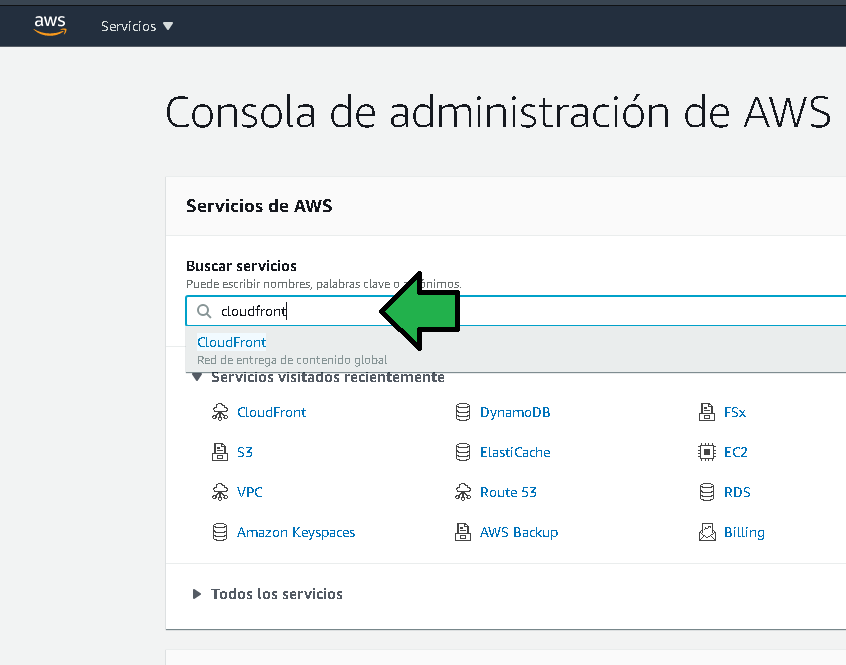 aws
Servicios
Consola de administración de AWS
Servicios de AWS
Buscar servicios
Puede escribir nombres, palabras clave o
cloudfront
CloudFront
Red de entrega de contenido global
Servicios visitados recientemente
CloudFront DynamoDB FSx
S3 ElastiCache EC2
VPC Route 53 RDS
Amazon Keyspaces AWS Backup Billing
Todos los servicios